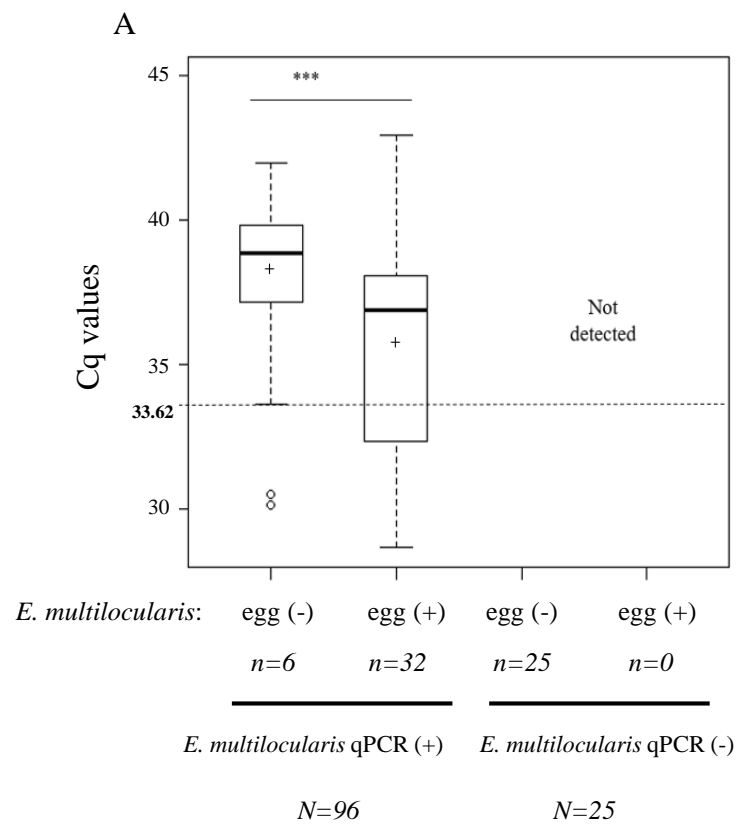 A
45
***
40
Cq values
Not
detected
35
33.62
30
E. multilocularis: egg (-) egg (+) egg (-) egg (+)
n=6 n=32 n=25 n=0
E. multilocularis qPCR (+) E. multilocularis qPCR (-)
N=96 N=25